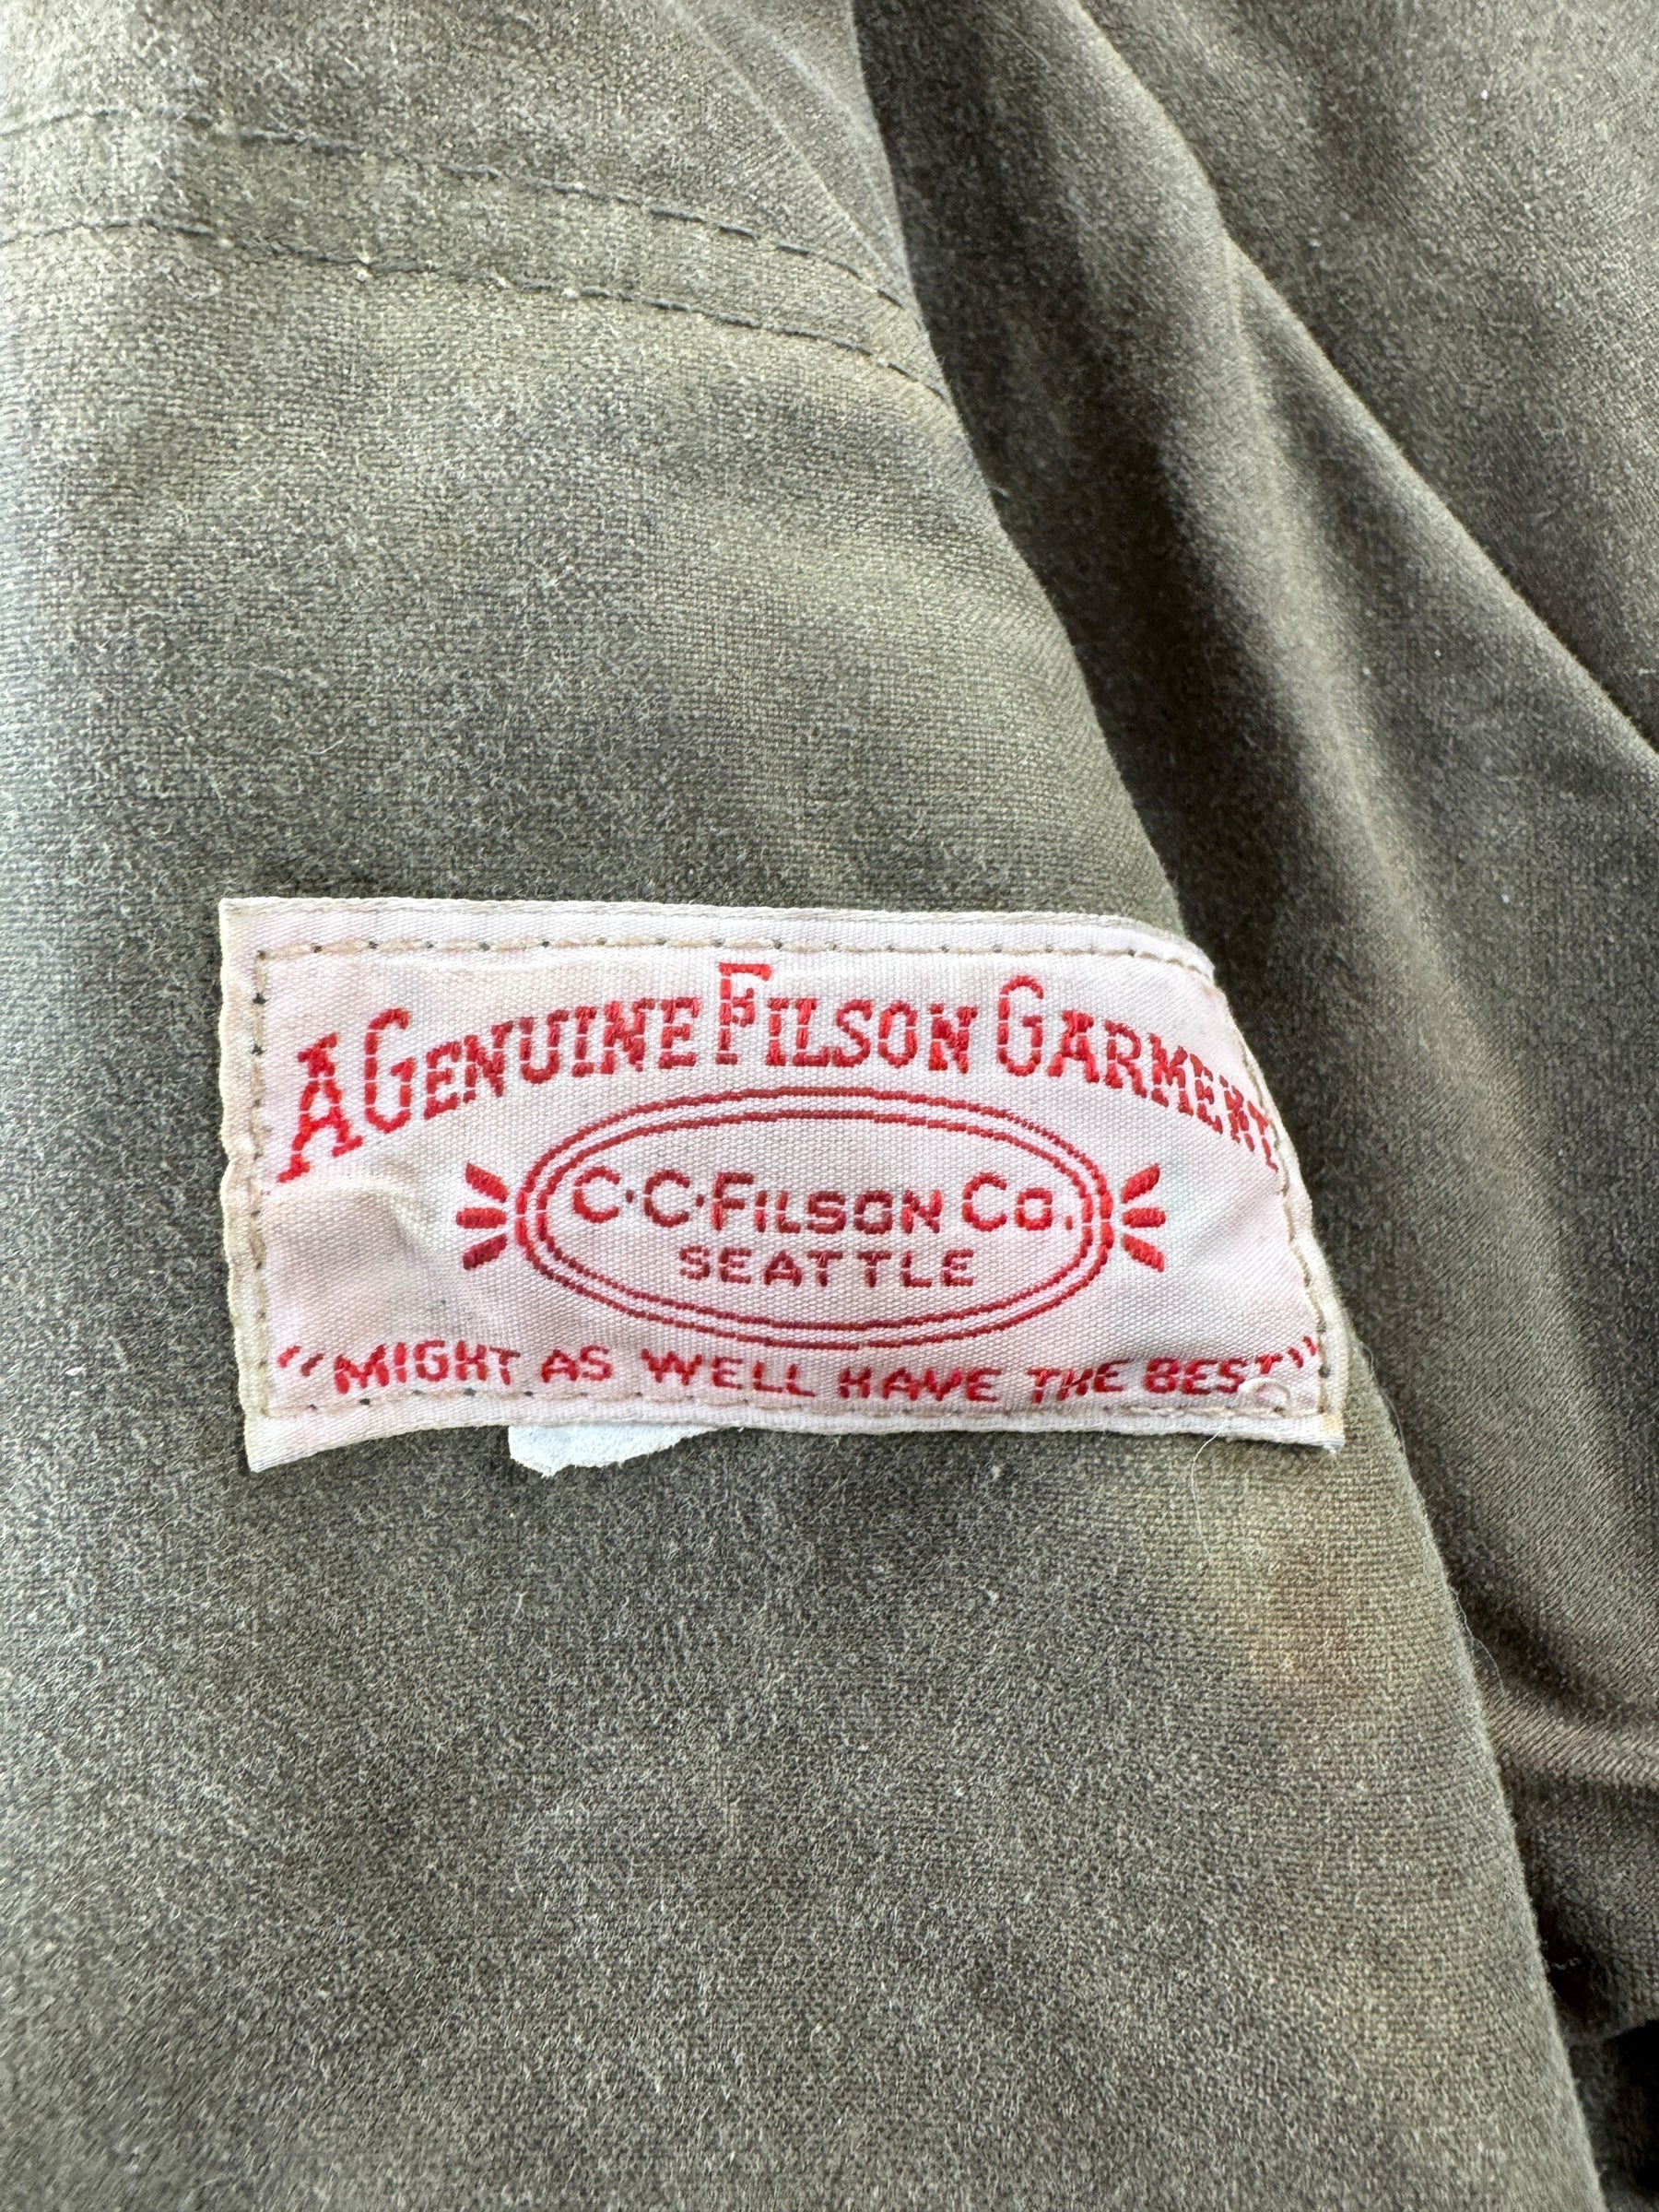 A GENUINE FILSON GARMENT
C·C·FILSON CO.
SEATTLE
"MIGHT AS WELL HAVE THE BEST"